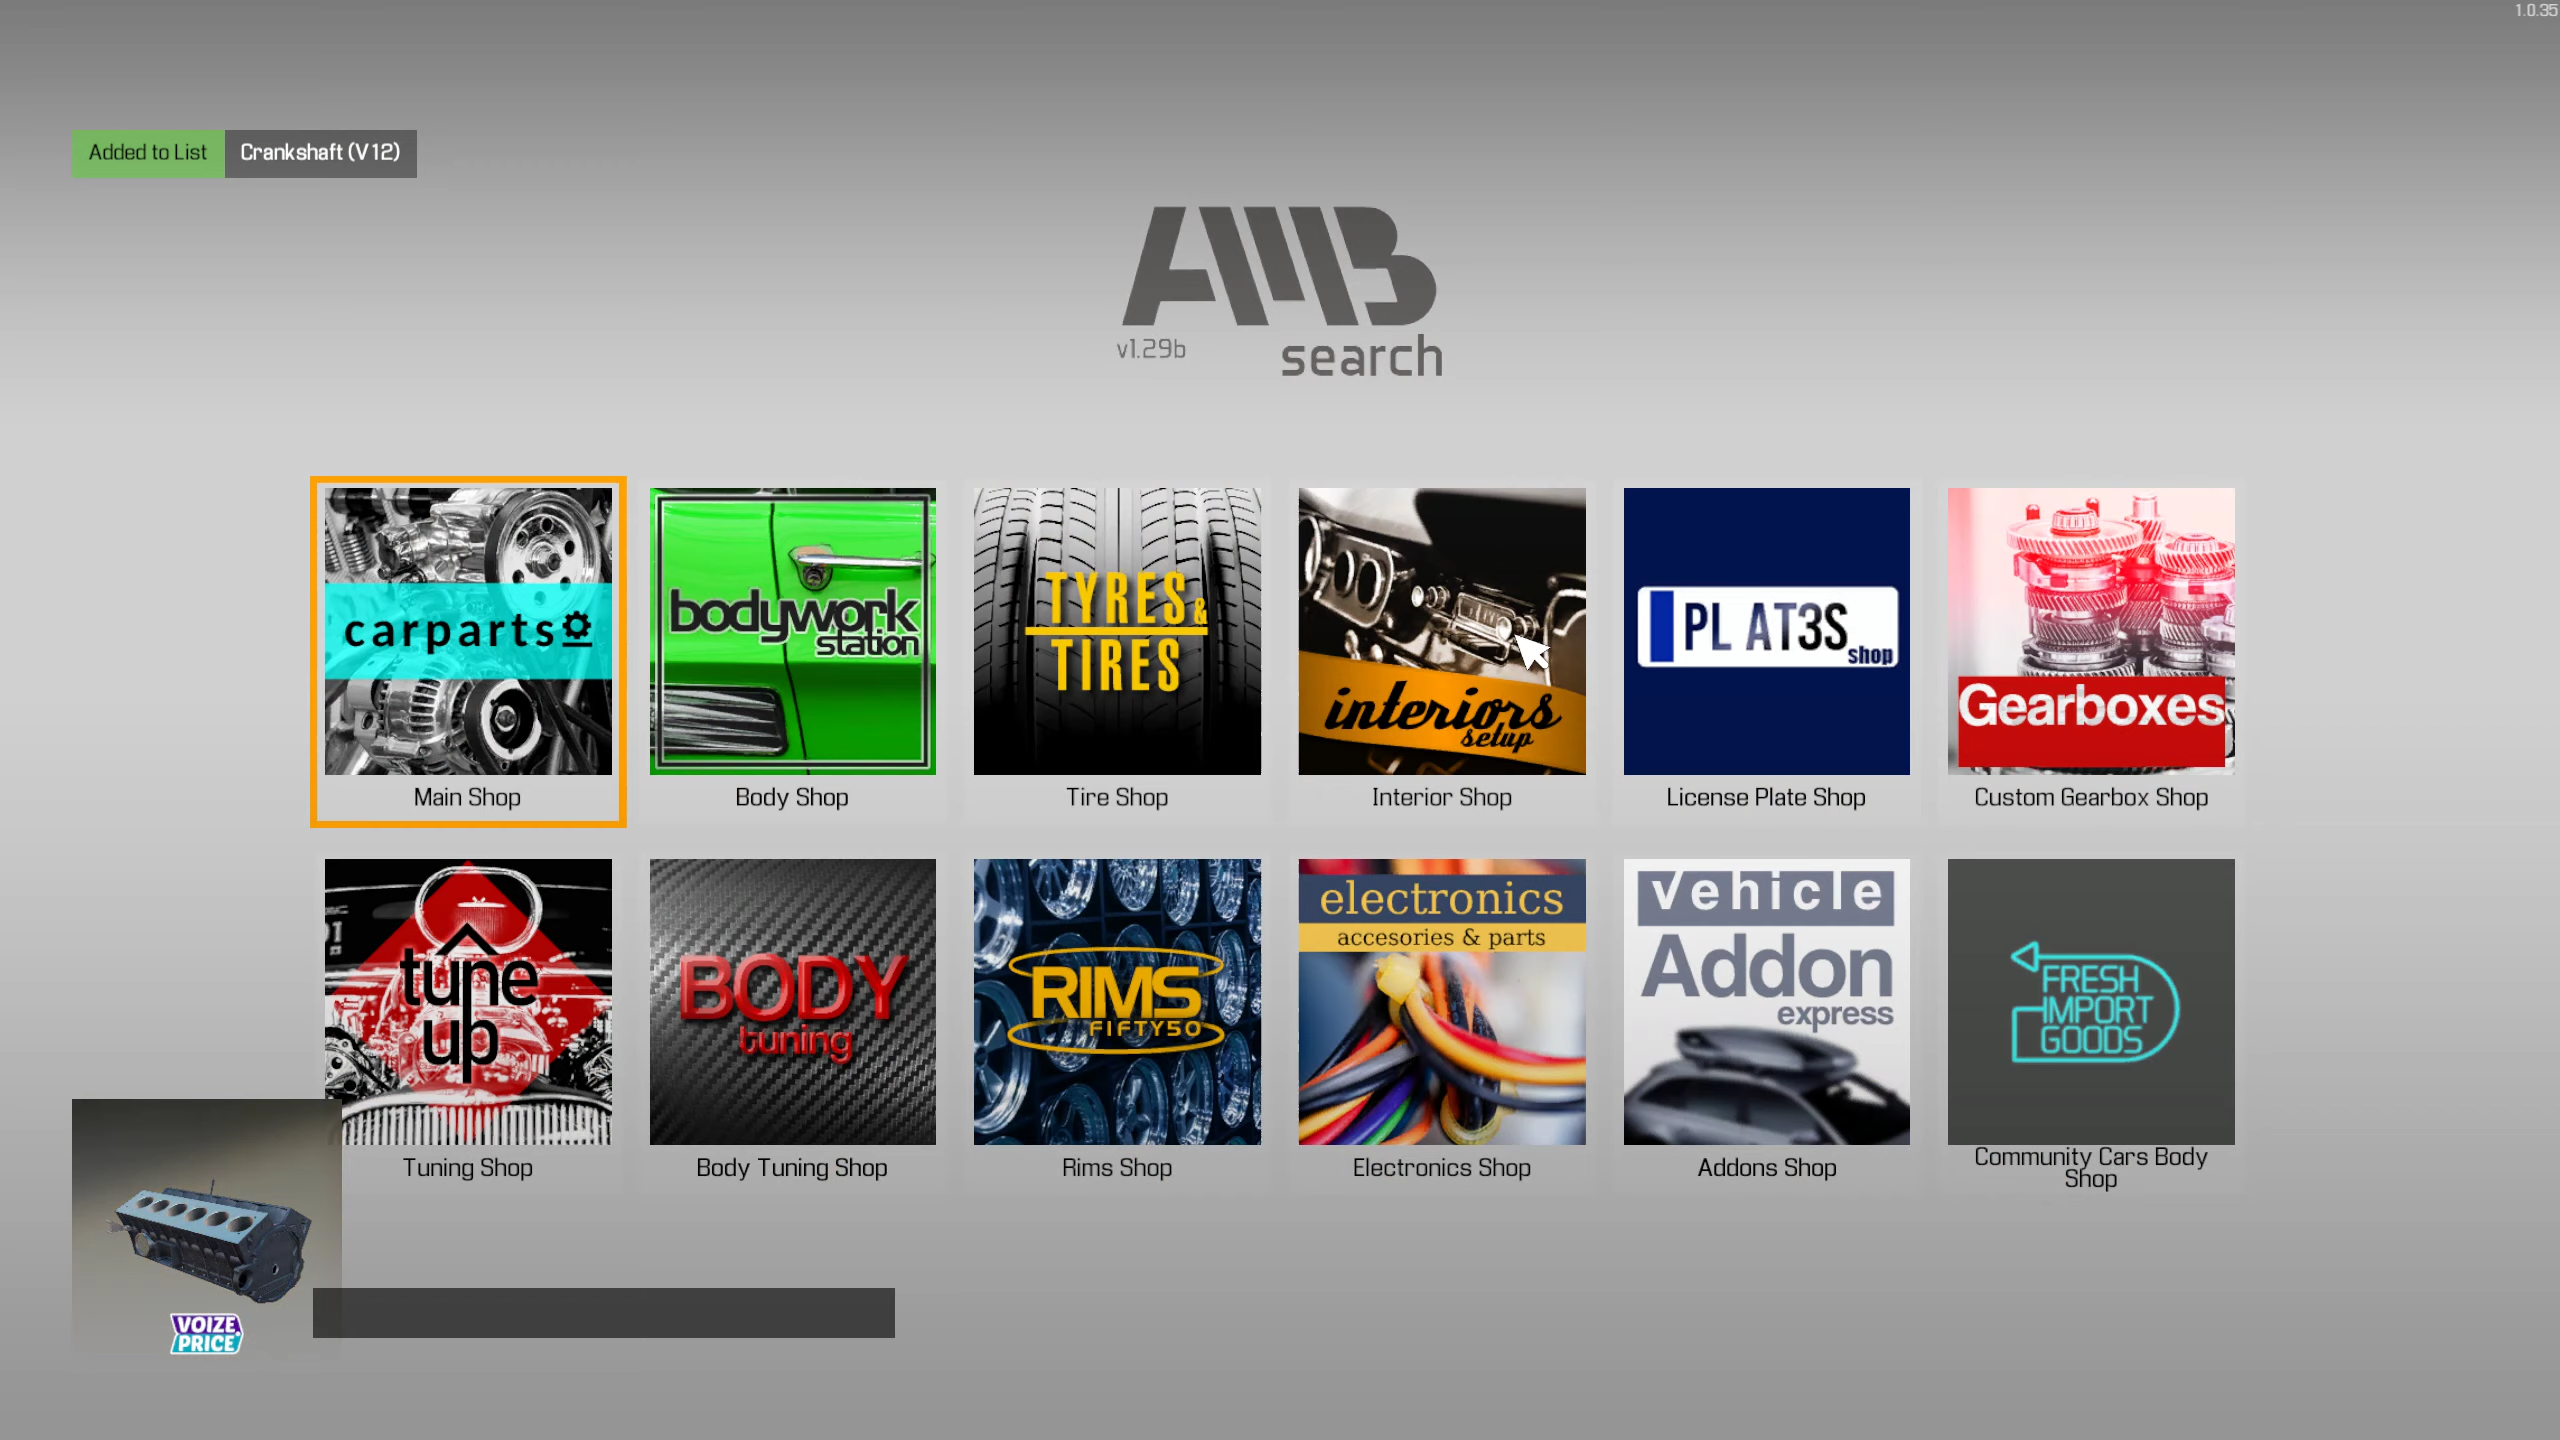 1.0.35
Added to List Crankshaft (V12)
AMB
v1.29b search
carparts
Main Shop
bodywork
station
Body Shop
TYRES &
TIRES
Tire Shop
interiors
setup
Interior Shop
PL AT3S
shop
License Plate Shop
Gearboxes
Custom Gearbox Shop
tune
up
Tuning Shop
BODY
tuning
Body Tuning Shop
RIMS
FIFTY50
Rims Shop
electronics
accesories & parts
Electronics Shop
vehicle
Addon
express
Addons Shop
FRESH
IMPORT
GOODS
Community Cars Body
Shop
VOIZE
PRICE